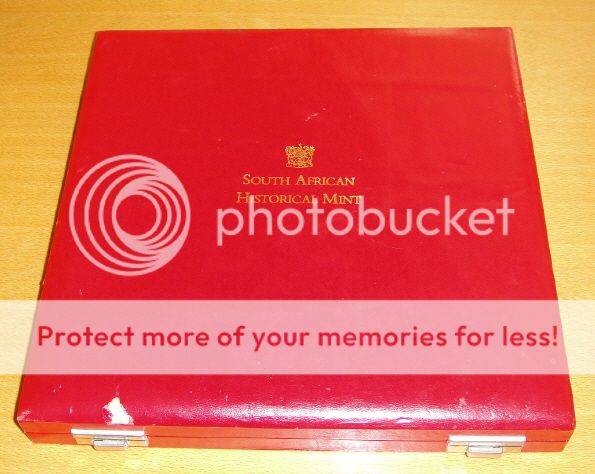 South African
Historical Mint
photobucket
Protect more of your memories for less!